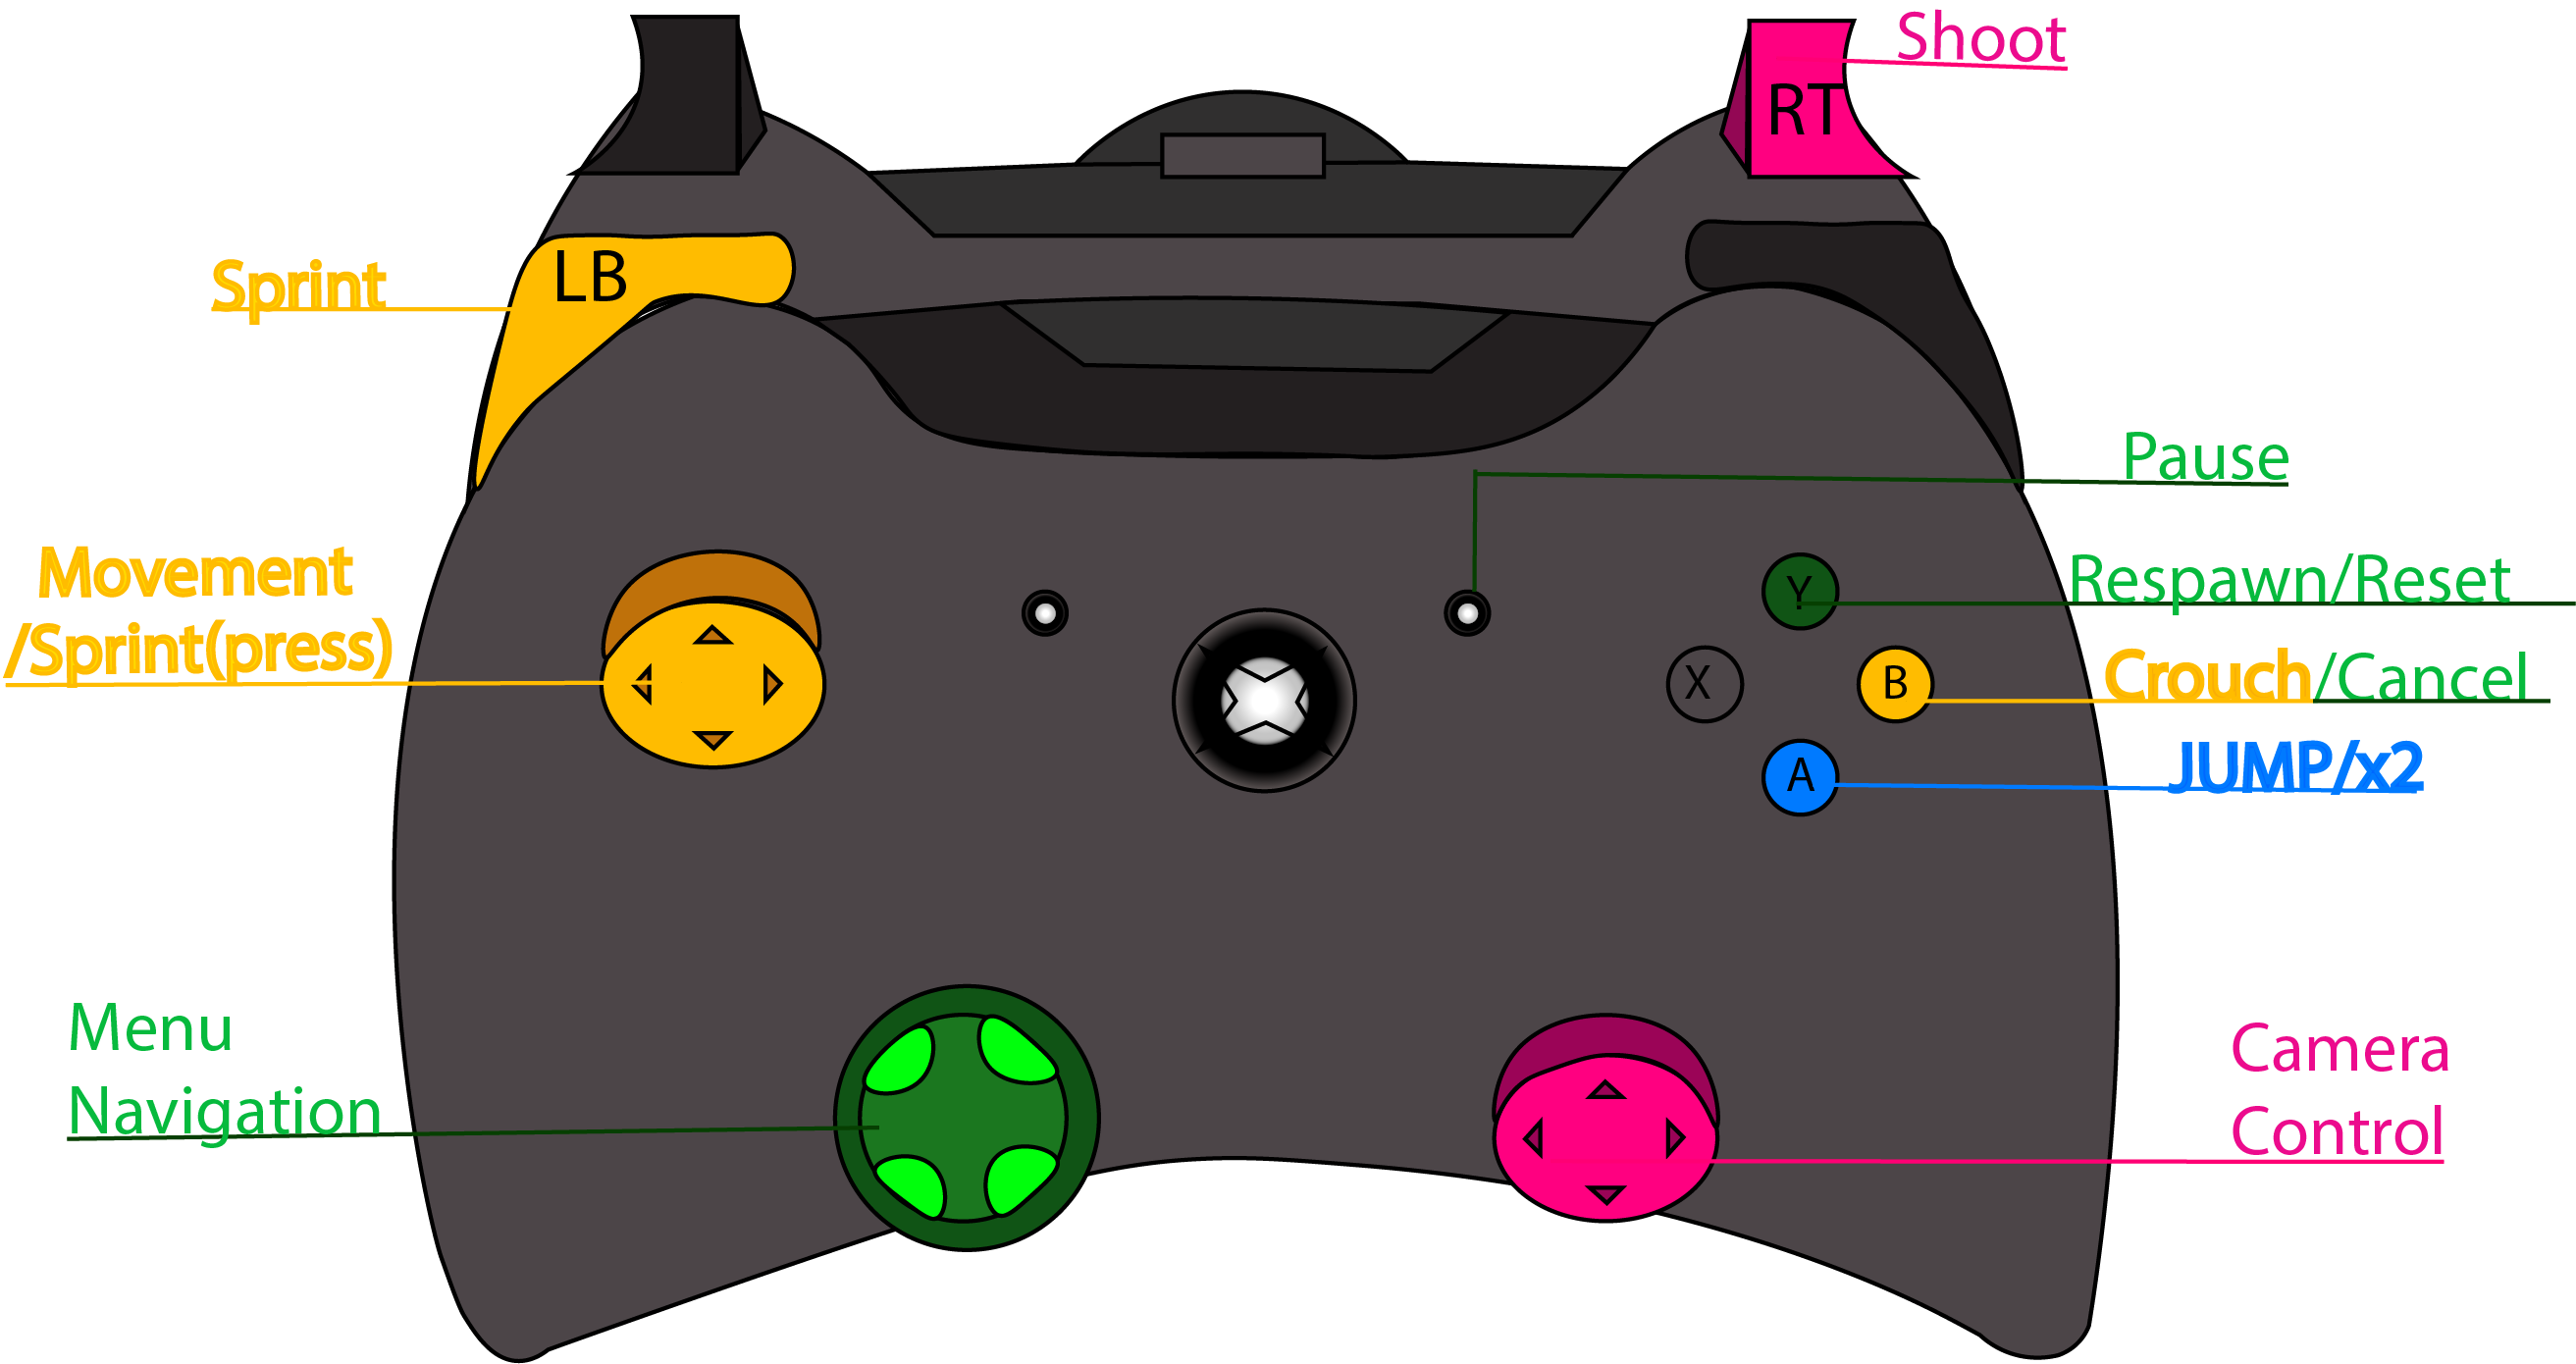 Shoot
RT
LB
Sprint
Pause
Movement
/Sprint(press)
Y
Respawn/Reset
X
B
Crouch/Cancel
A
JUMP/x2
Menu
Navigation
Camera
Control